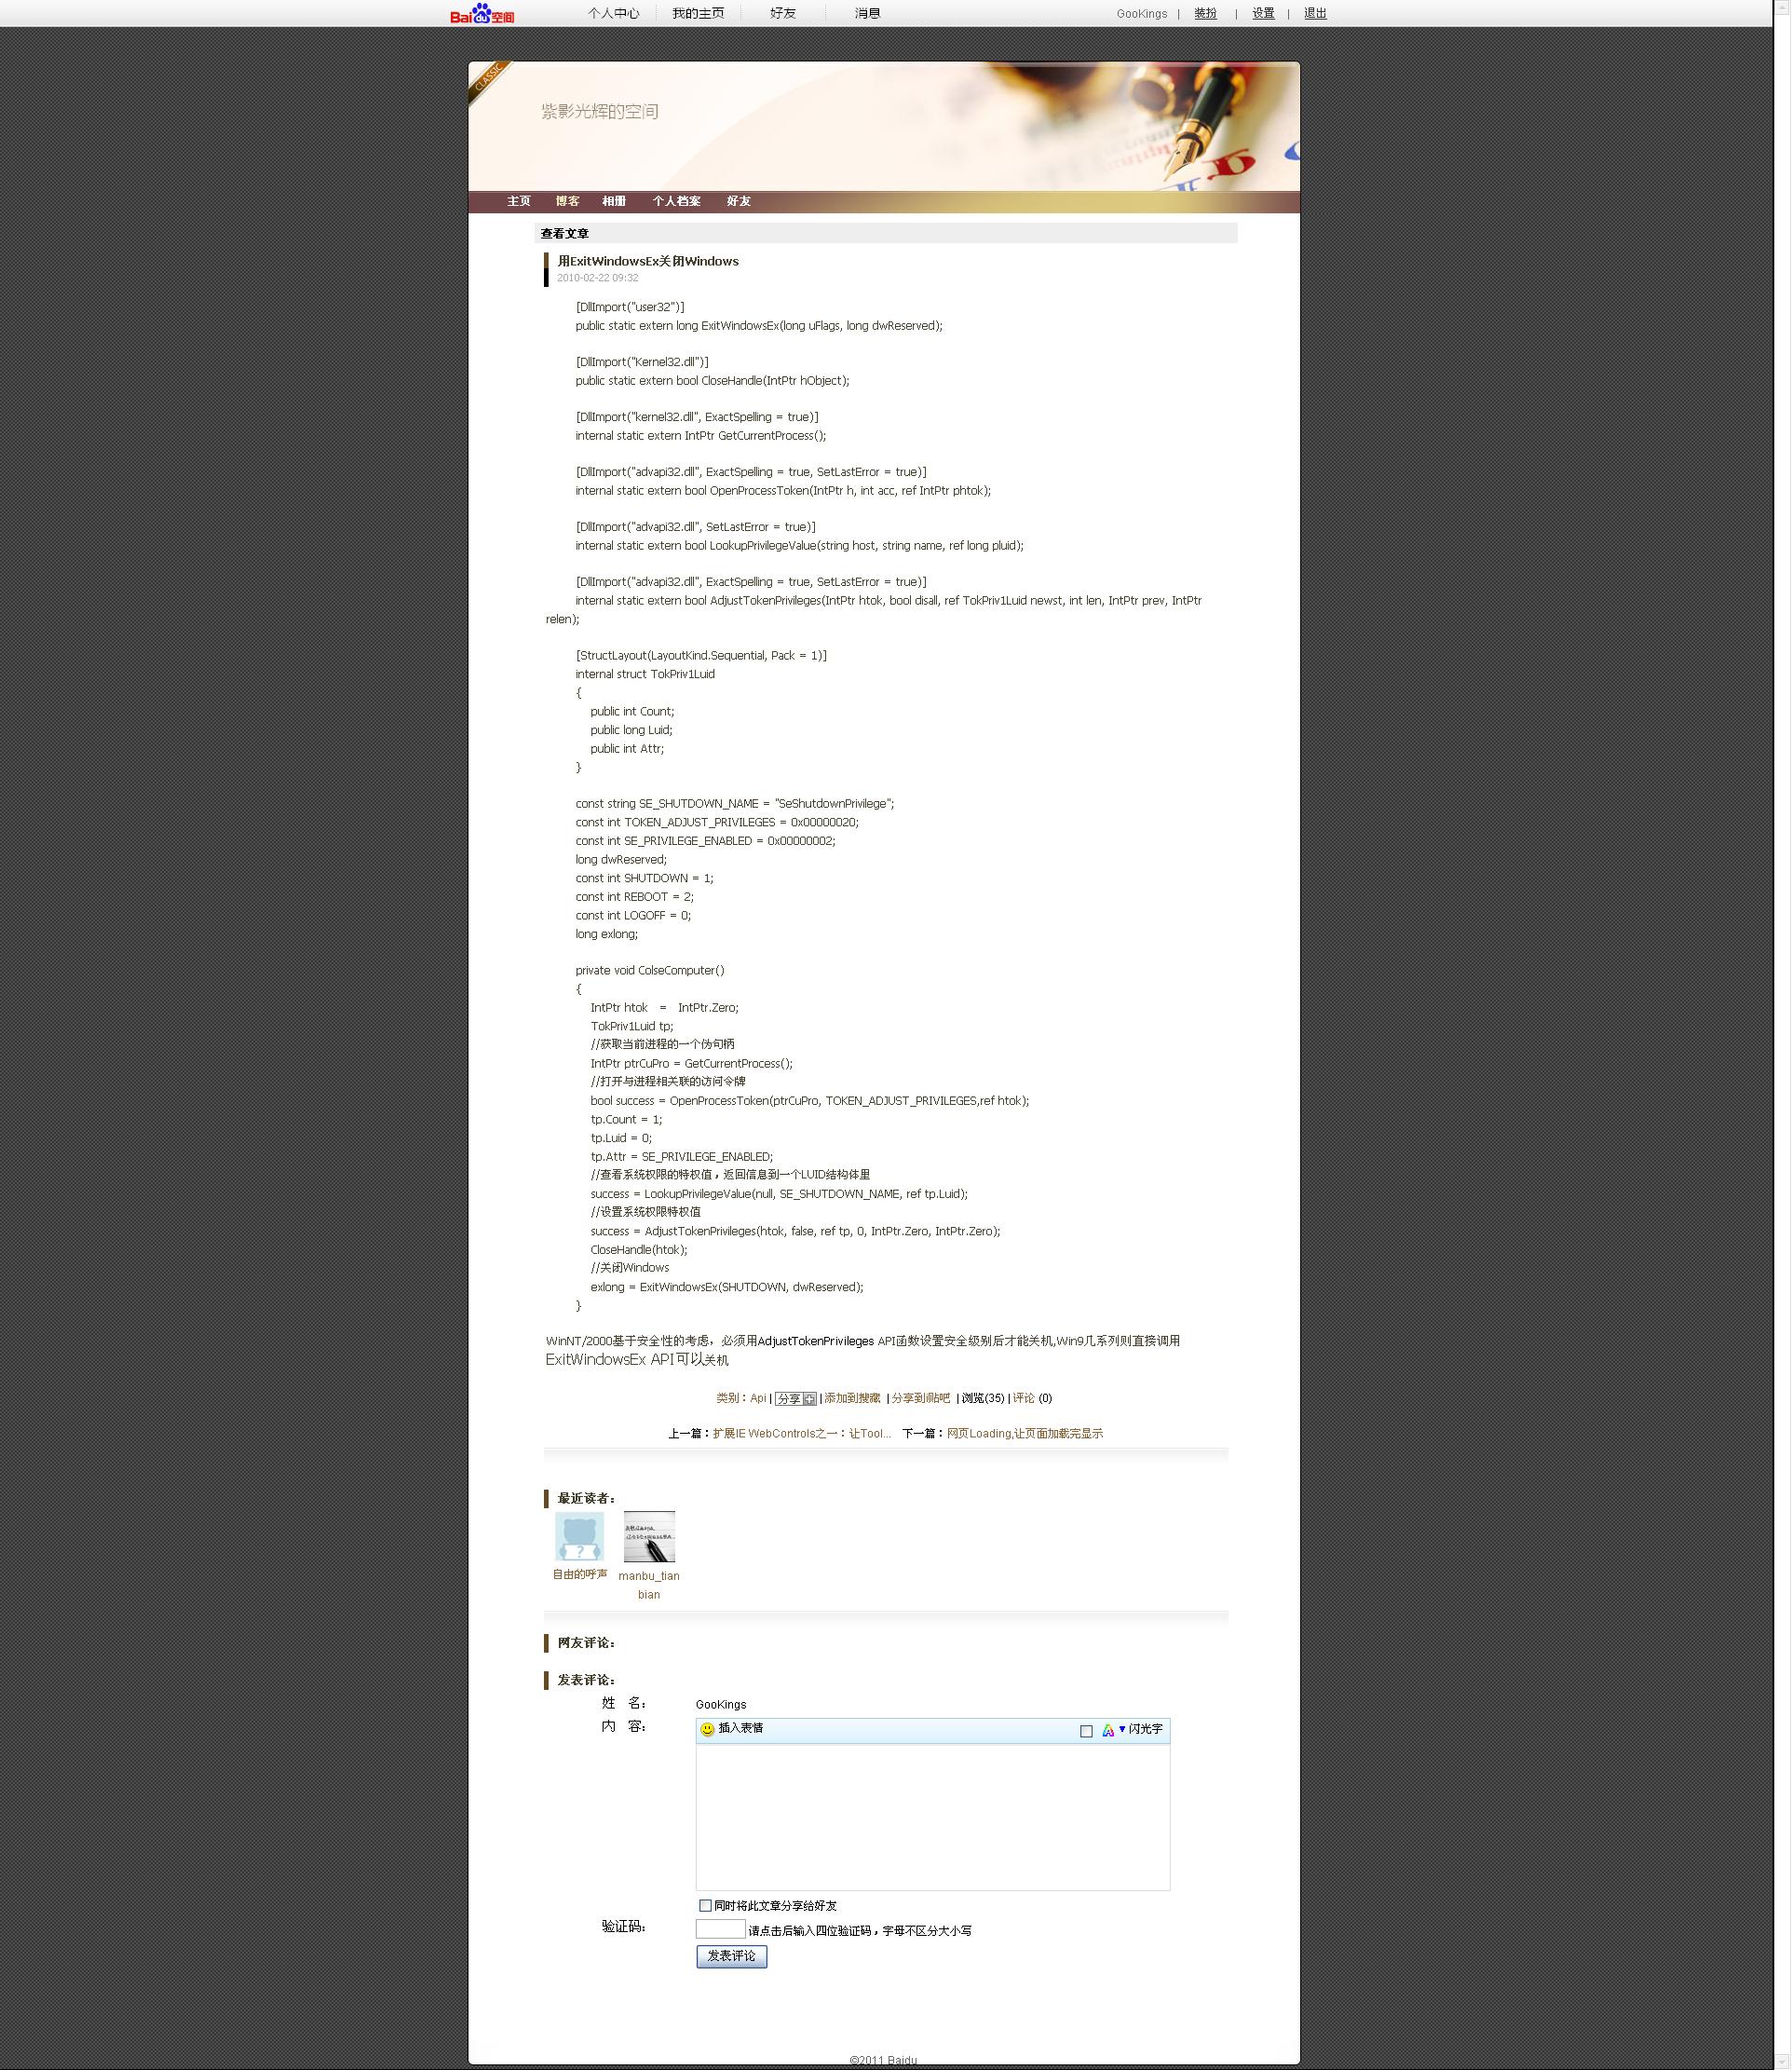 Bai du 空间 个人中心 我的主页 好友 消息 GooKings | 装扮 | 设置 | 退出
CLASSIC
紫影光辉的空间
主页 博客 相册 个人档案 好友
查看文章
用ExitWindowsEx关闭Windows
2010-02-22 09:32
[DllImport("user32")]
public static extern long ExitWindowsEx(long uFlags, long dwReserved);
[DllImport("Kernel32.dll")]
public static extern bool CloseHandle(IntPtr hObject);
[DllImport("kernel32.dll", ExactSpelling = true)]
internal static extern IntPtr GetCurrentProcess();
[DllImport("advapi32.dll", ExactSpelling = true, SetLastError = true)]
internal static extern bool OpenProcessToken(IntPtr h, int acc, ref IntPtr phtok);
[DllImport("advapi32.dll", SetLastError = true)]
internal static extern bool LookupPrivilegeValue(string host, string name, ref long pluid);
[DllImport("advapi32.dll", ExactSpelling = true, SetLastError = true)]
internal static extern bool AdjustTokenPrivileges(IntPtr htok, bool disall, ref TokPriv1Luid newst, int len, IntPtr prev, IntPtr
relen);
[StructLayout(LayoutKind.Sequential, Pack = 1)]
internal struct TokPriv1Luid
{
public int Count;
public long Luid;
public int Attr;
}
const string SE_SHUTDOWN_NAME = "SeShutdownPrivilege";
const int TOKEN_ADJUST_PRIVILEGES = 0x00000020;
const int SE_PRIVILEGE_ENABLED = 0x00000002;
long dwReserved;
const int SHUTDOWN = 1;
const int REBOOT = 2;
const int LOGOFF = 0;
long exlong;
private void ColseComputer()
{
IntPtr htok = IntPtr.Zero;
TokPriv1Luid tp;
//获取当前进程的一个伪句柄
IntPtr ptrCuPro = GetCurrentProcess();
//打开与进程相关联的访问令牌
bool success = OpenProcessToken(ptrCuPro, TOKEN_ADJUST_PRIVILEGES,ref htok);
tp.Count = 1;
tp.Luid = 0;
tp.Attr = SE_PRIVILEGE_ENABLED;
//查看系统权限的特权值，返回信息到一个LUID结构体里
success = LookupPrivilegeValue(null, SE_SHUTDOWN_NAME, ref tp.Luid);
//设置系统权限特权值
success = AdjustTokenPrivileges(htok, false, ref tp, 0, IntPtr.Zero, IntPtr.Zero);
CloseHandle(htok);
//关闭Windows
exlong = ExitWindowsEx(SHUTDOWN, dwReserved);
}
WinNT/2000基于安全性的考虑，必须用AdjustTokenPrivileges API函数设置安全级别后才能关机,Win9几系列则直接调用
ExitWindowsEx API可以关机
类别：Api | 分享 | 添加到搜藏 | 分享到i贴吧 | 浏览(35) | 评论 (0)
上一篇：扩展IE WebControls之一：让Tool... 下一篇：网页Loading,让页面加载完显示
最近读者：
自由的呼声 manbu_tian
bian
网友评论：
发表评论：
姓 名： GooKings
内 容： 插入表情 闪光字
同时将此文章分享给好友
验证码： 请点击后输入四位验证码，字母不区分大小写
发表评论
©2011 Baidu